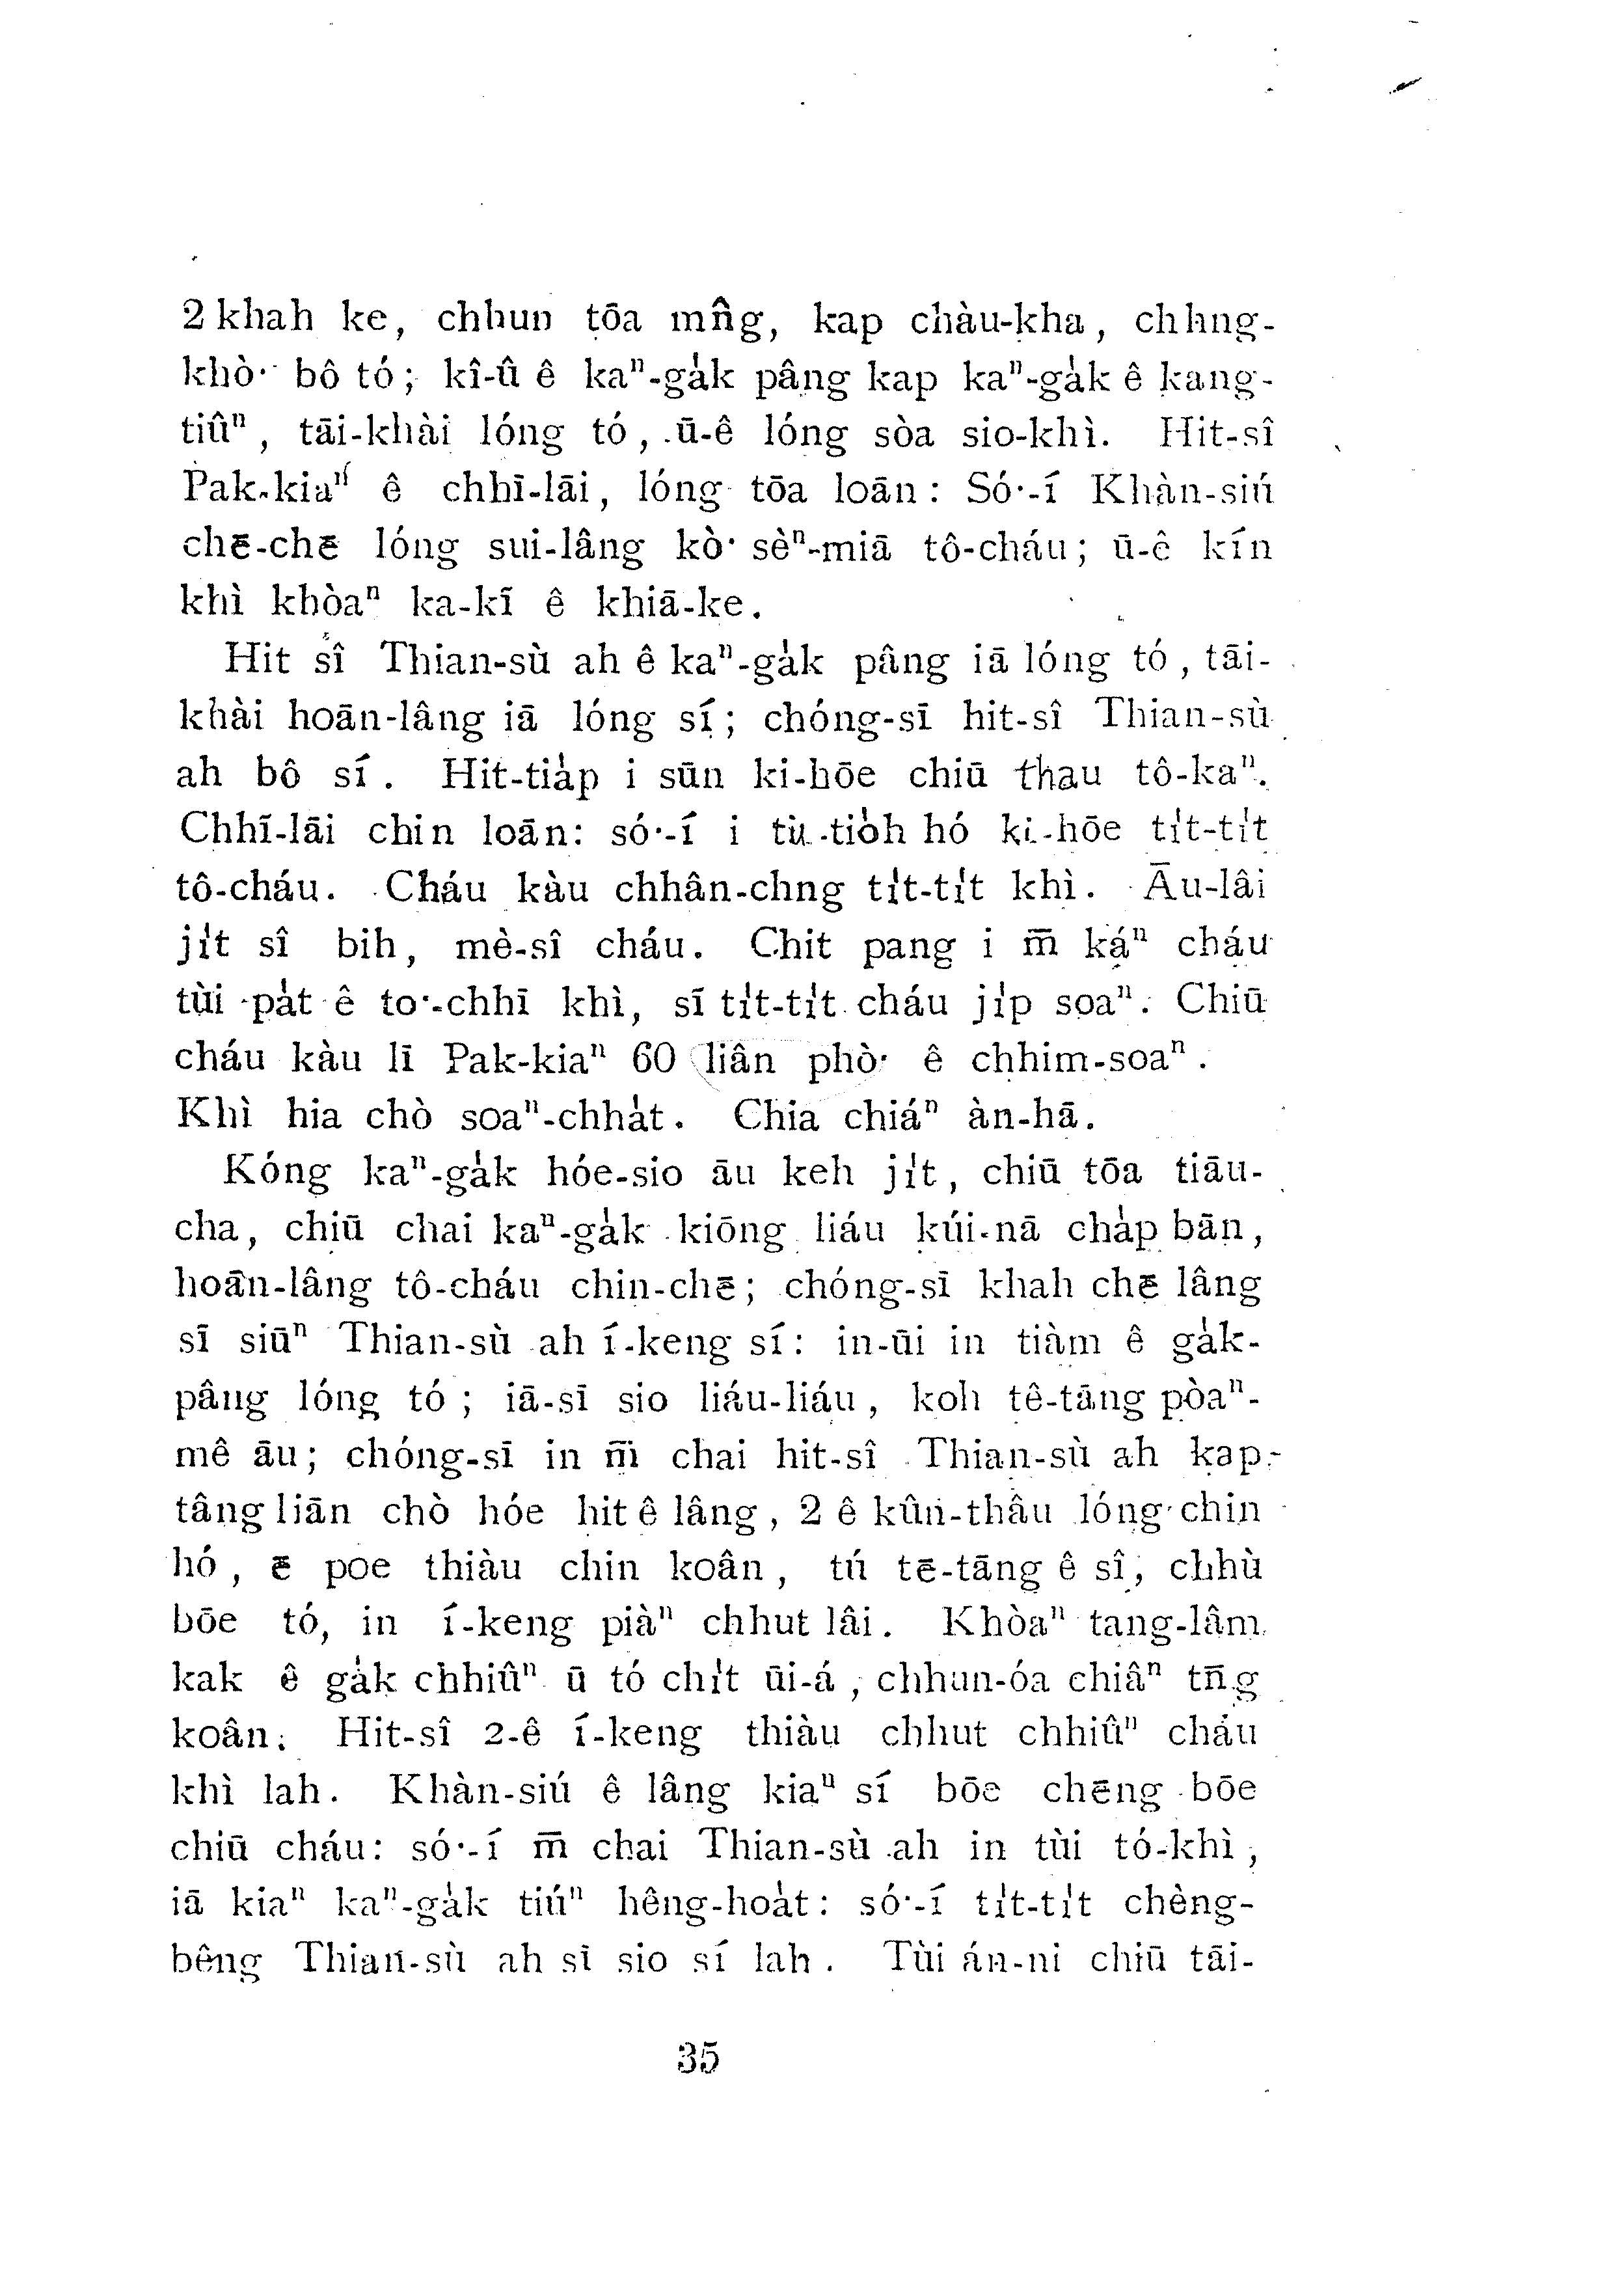 2 khah ke, chhun tōa mn̂g, kap chàu-kha, chhng-
khò͘ bô tó; kî-û ê kaⁿ-ga̍k pâng kap kaⁿ-ga̍k ê kang-
tiûⁿ, tāi-khài lóng tó, ū-ê lóng sòa sio-khì. Hit-sî
Pak-kiaⁿ ê chhī-lāi, lóng tōa loān: Só͘-í Khàn-siú
chē-chē lóng sui-lâng kò͘ sèⁿ-miā tô-cháu; ū-ê kín
khì khòaⁿ ka-kī ê khiā-ke.
Hit sî Thian-sù ah ê kaⁿ-ga̍k pâng iā lóng tó, tāi-
khài hoān-lâng iā lóng sí; chóng-sī hit-sî Thian-sù
ah bô sí. Hit-tia̍p i sūn ki-hōe chiū thau tô-kaⁿ.
Chhī-lāi chin loān: só͘-í i tù-tio̍h hó ki-hōe ti̍t-ti̍t
tô-cháu. Cháu kàu chhân-chng ti̍t-ti̍t khì. Āu-lâi
ji̍t sî bih, mè-sî cháu. Chit pang i m̄ káⁿ cháu
tùi pa̍t ê to͘-chhī khì, sī ti̍t-ti̍t cháu ji̍p soaⁿ. Chiū
cháu kàu lī Pak-kiaⁿ 60 liân phò͘ ê chhim-soaⁿ.
Khì hia chò soaⁿ-chha̍t. Chia chiáⁿ àn-hā.
Kóng kaⁿ-ga̍k hóe-sio āu keh ji̍t, chiū tōa tiāu-
cha, chiū chai kaⁿ-ga̍k kiōng liáu kúi-nā cha̍p bān,
hoān-lâng tô-cháu chin-chē; chóng-sī khah chē lâng
sī siūⁿ Thian-sù ah í-keng sí: in-ūi in tiàm ê ga̍k-
pâng lóng tó; iā-sī sio liáu-liáu, koh tē-tāng pòaⁿ-
mê āu; chóng-sī in m̄ chai hit-sî Thian-sù ah kap-
tâng liān chò hóe hit ê lâng, 2 ê kûn-thâu lóng chin
hó, ē poe thiàu chin koân, tú tē-tāng ê sî, chhù
bōe tó, in í-keng piàⁿ chhut lâi. Khòaⁿ tang-lâm
kak ê ga̍k chhiûⁿ ū tó chi̍t ūi-á, chhun-óa chiâⁿ tn̄g
koân. Hit-sî 2-ê í-keng thiàu chhut chhiûⁿ cháu
khì lah. Khàn-siú ê lâng kiaⁿ sí bōe chēng bōe
chiū cháu: só͘-í m̄ chai Thian-sù ah in tùi tó-khì,
iā kiaⁿ kaⁿ-ga̍k tiúⁿ hêng-hoa̍t: só͘-í ti̍t-ti̍t chèng-
bêng Thian-sù ah sī sio sí lah. Tùi án-ni chiū tāi-
35